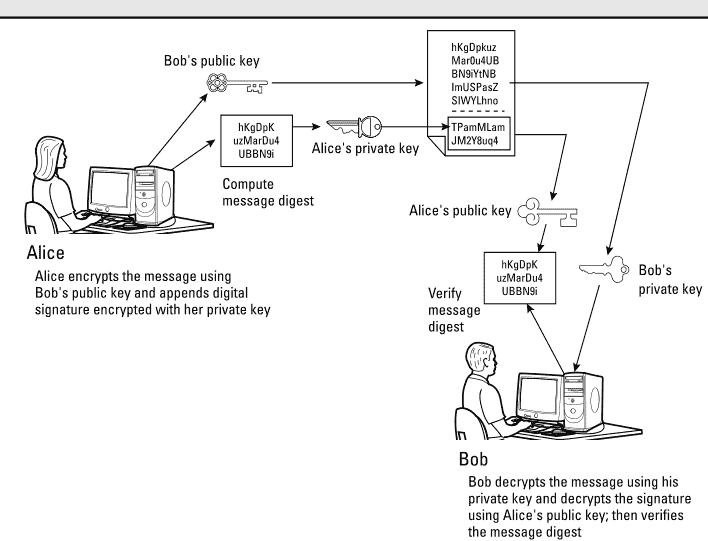 Bob's public key
hKgDpkuz
Mar0u4UB
BN9iYtNB
ImUSPasZ
SIWYLhno
TPamMLam
JM2Y8uq4
hKgDpK
uzMarDu4
UBBN9i
Alice's private key
Compute
message digest
Alice
Alice encrypts the message using
Bob's public key and appends digital
signature encrypted with her private key
Alice's public key
hKgDpK
uzMarDu4
UBBN9i
Verify
message
digest
Bob's
private key
Bob
Bob decrypts the message using his
private key and decrypts the signature
using Alice's public key; then verifies
the message digest